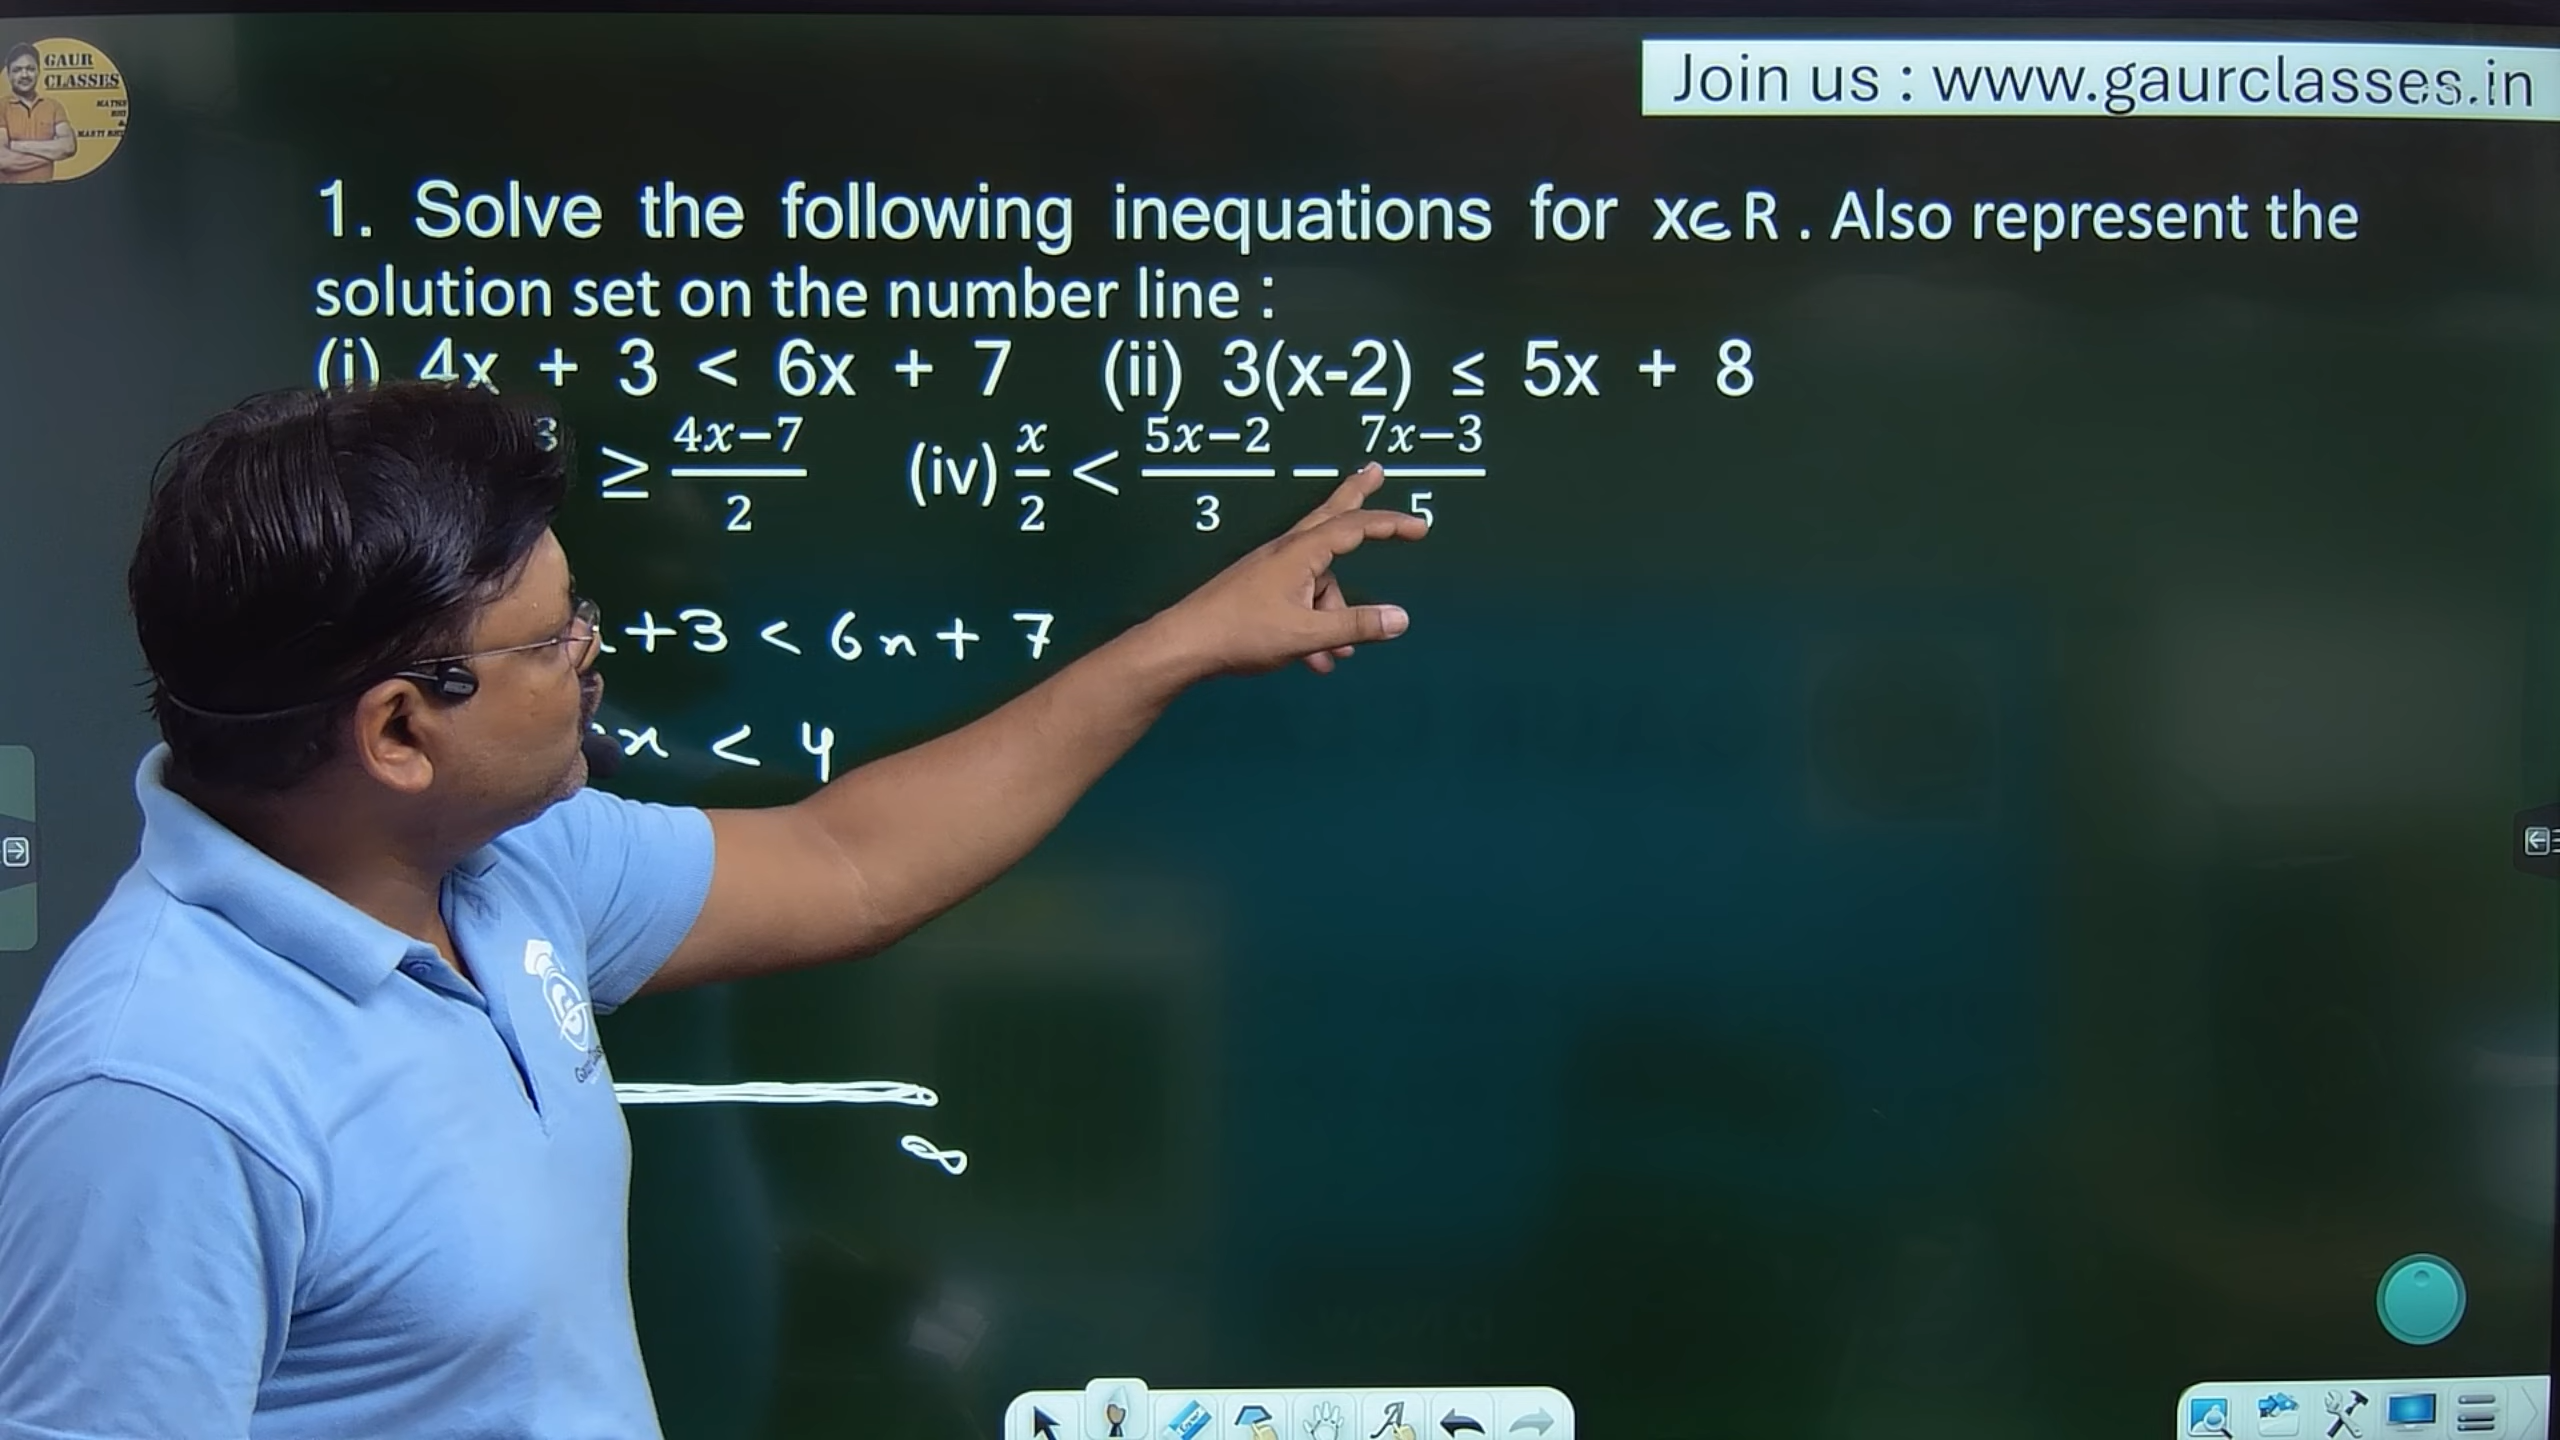 GAUR
CLASSES
MATHS
Join us : www.gaurclasses.in
1. Solve the following inequations for x∈R . Also represent the
solution set on the number line :
(i) 4x + 3 < 6x + 7 (ii) 3(x-2) ≤ 5x + 8
≥ 4x−7/2 (iv) x/2 < 5x−2/3 − 7x−3/5
+3 < 6x + 7
x < 4
∞